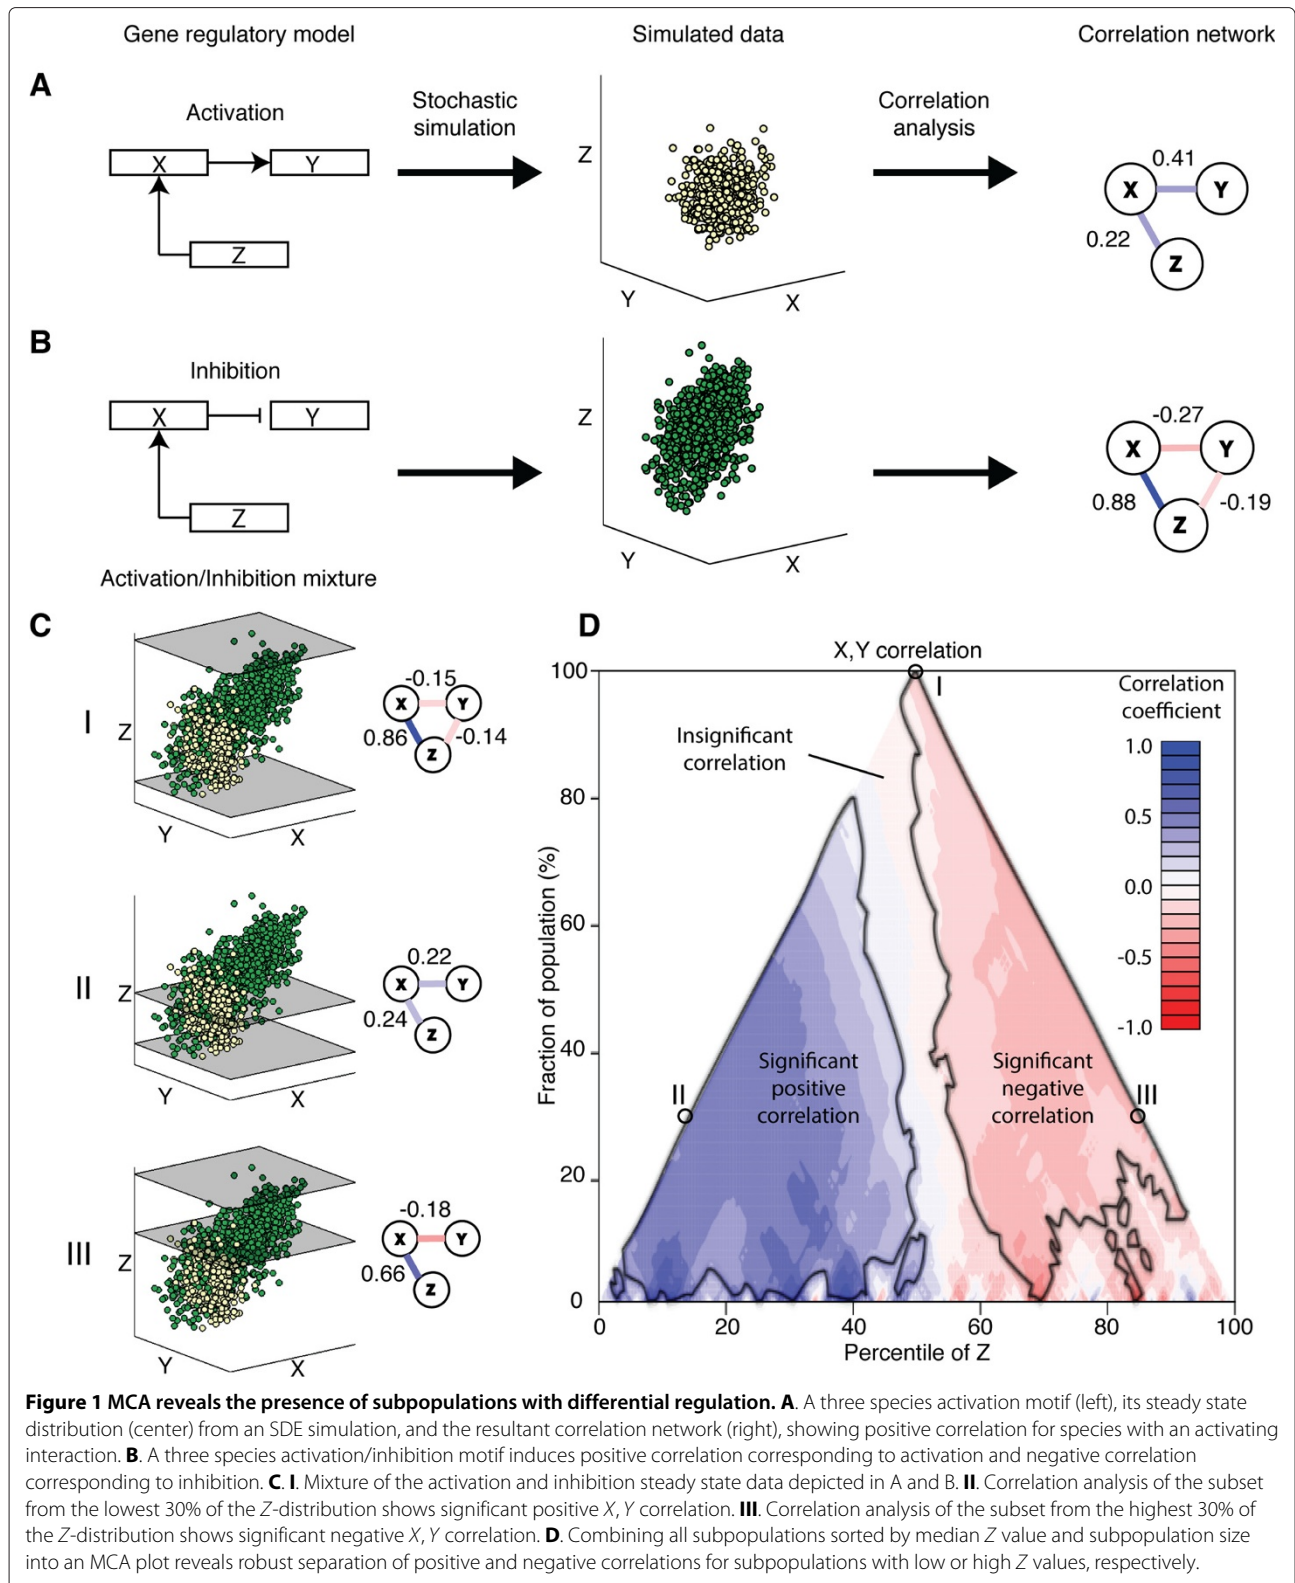 Gene regulatory model
Simulated data
Correlation network
A
Activation
X
Y
Z
Stochastic
simulation
Z
Y
X
Correlation
analysis
0.41
X
Y
0.22
Z
B
Inhibition
X
Y
Z
Z
Y
X
-0.27
X
Y
0.88
-0.19
Z
Activation/Inhibition mixture
C
I
Z
Y
X
-0.15
X
Y
0.86
-0.14
Z
II
Z
Y
X
0.22
X
Y
0.24
Z
III
Z
Y
X
-0.18
X
Y
0.66
Z
D
X,Y correlation
I
Correlation
coefficient
1.0
0.5
0.0
-0.5
-1.0
Insignificant
correlation
Significant
positive
correlation
Significant
negative
correlation
II
III
Fraction of population (%)
100
80
60
40
20
0
0
20
40
60
80
100
Percentile of Z
Figure 1 MCA reveals the presence of subpopulations with differential regulation. A. A three species activation motif (left), its steady state
distribution (center) from an SDE simulation, and the resultant correlation network (right), showing positive correlation for species with an activating
interaction. B. A three species activation/inhibition motif induces positive correlation corresponding to activation and negative correlation
corresponding to inhibition. C. I. Mixture of the activation and inhibition steady state data depicted in A and B. II. Correlation analysis of the subset
from the lowest 30% of the Z-distribution shows significant positive X, Y correlation. III. Correlation analysis of the subset from the highest 30% of
the Z-distribution shows significant negative X, Y correlation. D. Combining all subpopulations sorted by median Z value and subpopulation size
into an MCA plot reveals robust separation of positive and negative correlations for subpopulations with low or high Z values, respectively.